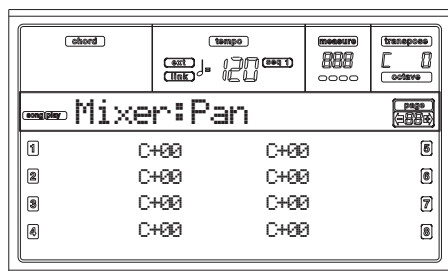 chord tempo measure transpose
ext ♩= 120 seq 1 888 C 0
link octave
song play Mixer:Pan page
88
1 C+00 C+00 5
2 C+00 C+00 6
3 C+00 C+00 7
4 C+00 C+00 8